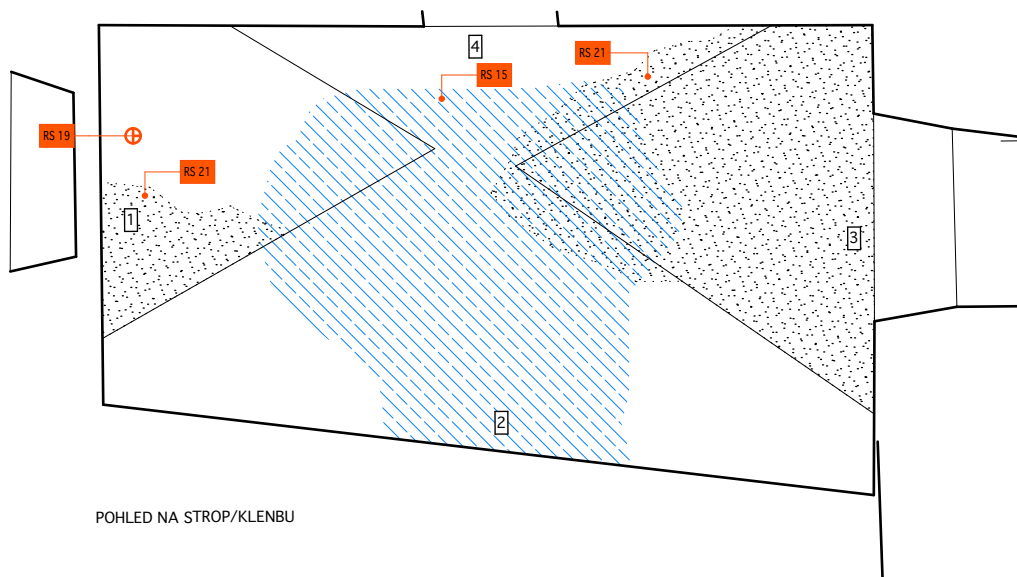 4
RS 21
RS 15
RS 19
RS 21
1
3
2
POHLED NA STROP/KLENBU